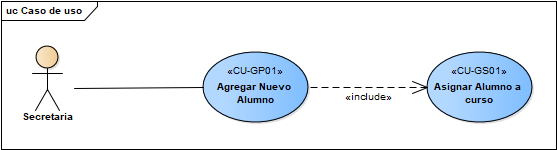 uc Caso de uso
«CU-GP01»
Agregar Nuevo
Alumno
«include»
«CU-GS01»
Asignar Alumno a
curso
Secretaria